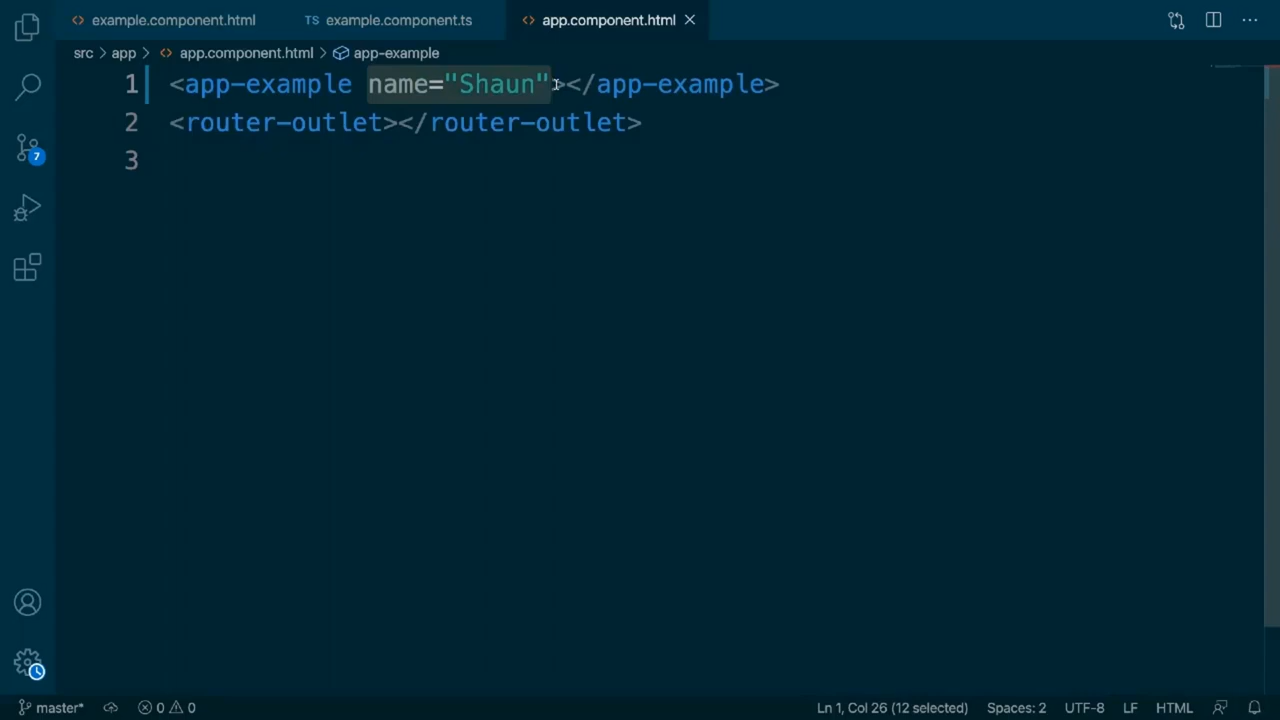 example.component.html TS example.component.ts app.component.html
src > app > app.component.html > app-example
1 <app-example name="Shaun"></app-example>
2 <router-outlet></router-outlet>
3
7
master* 0 0 Ln 1, Col 26 (12 selected) Spaces: 2 UTF-8 LF HTML